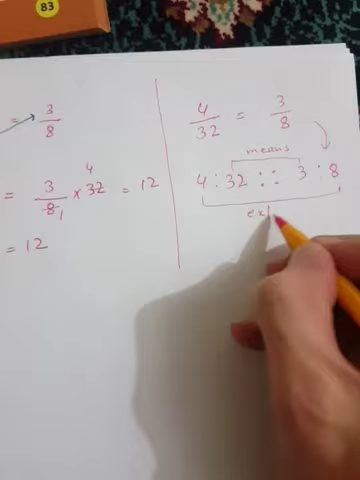 83
= 3/8
= 3/8 × 32 = 12
4
1
= 12
4/32 = 3/8
means
4 : 32 :: 3 : 8
ext